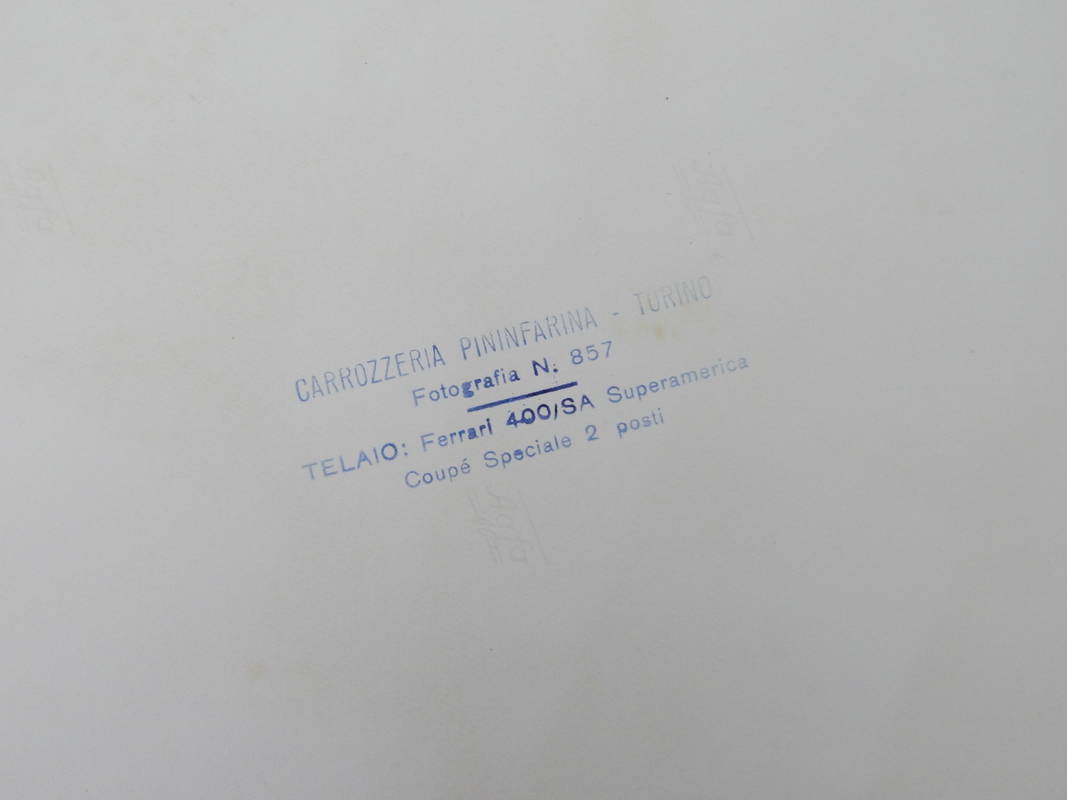 CARROZZERIA PININFARINA - TORINO
Fotografia N. 857
TELAIO: Ferrari 400/SA Superamerica
Coupé Speciale 2 posti